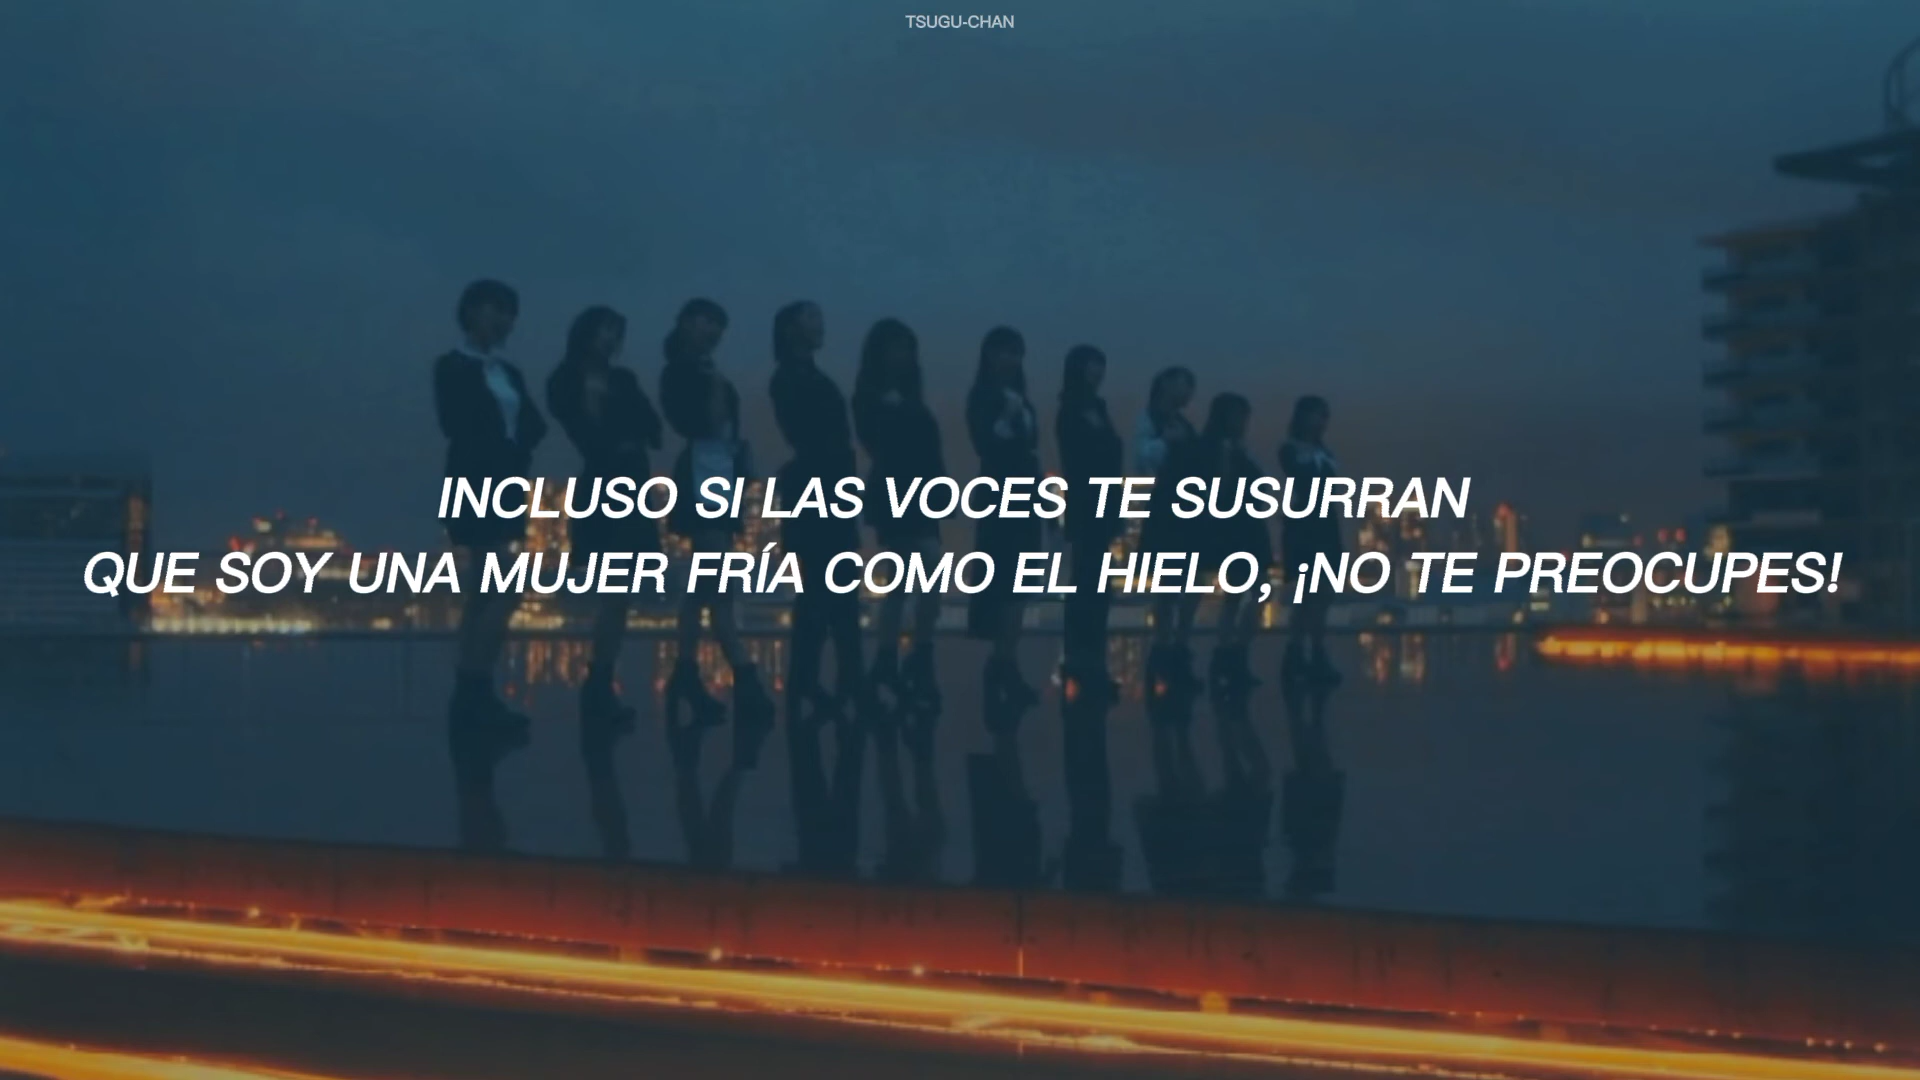 TSUGU-CHAN
INCLUSO SI LAS VOCES TE SUSURRAN
QUE SOY UNA MUJER FRÍA COMO EL HIELO, ¡NO TE PREOCUPES!